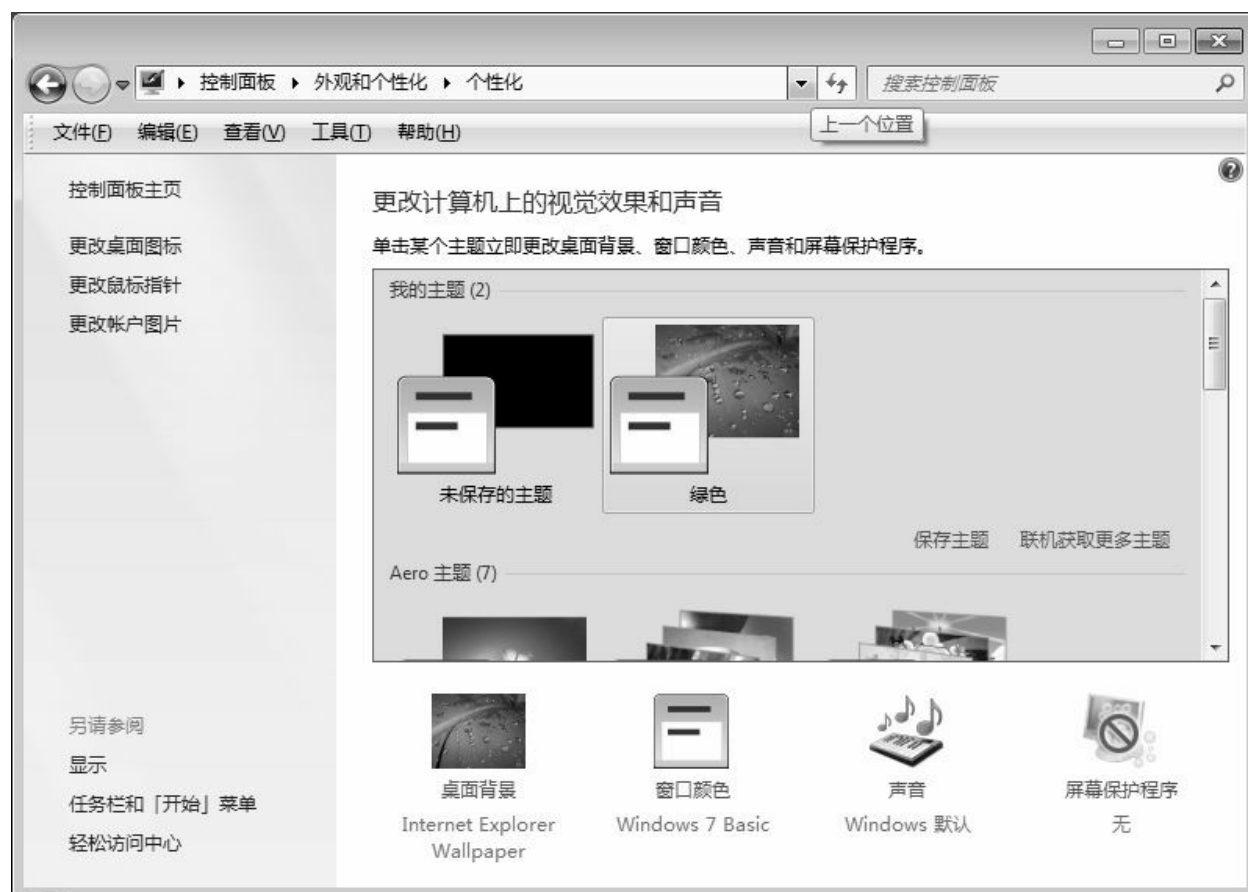 控制面板 ▸ 外观和个性化 ▸ 个性化
搜索控制面板
上一个位置
文件(F) 编辑(E) 查看(V) 工具(T) 帮助(H)
控制面板主页
更改桌面图标
更改鼠标指针
更改帐户图片
另请参阅
显示
任务栏和「开始」菜单
轻松访问中心
更改计算机上的视觉效果和声音
单击某个主题立即更改桌面背景、窗口颜色、声音和屏幕保护程序。
我的主题 (2)
未保存的主题
绿色
保存主题 联机获取更多主题
Aero 主题 (7)
桌面背景
Internet Explorer
Wallpaper
窗口颜色
Windows 7 Basic
声音
Windows 默认
屏幕保护程序
无